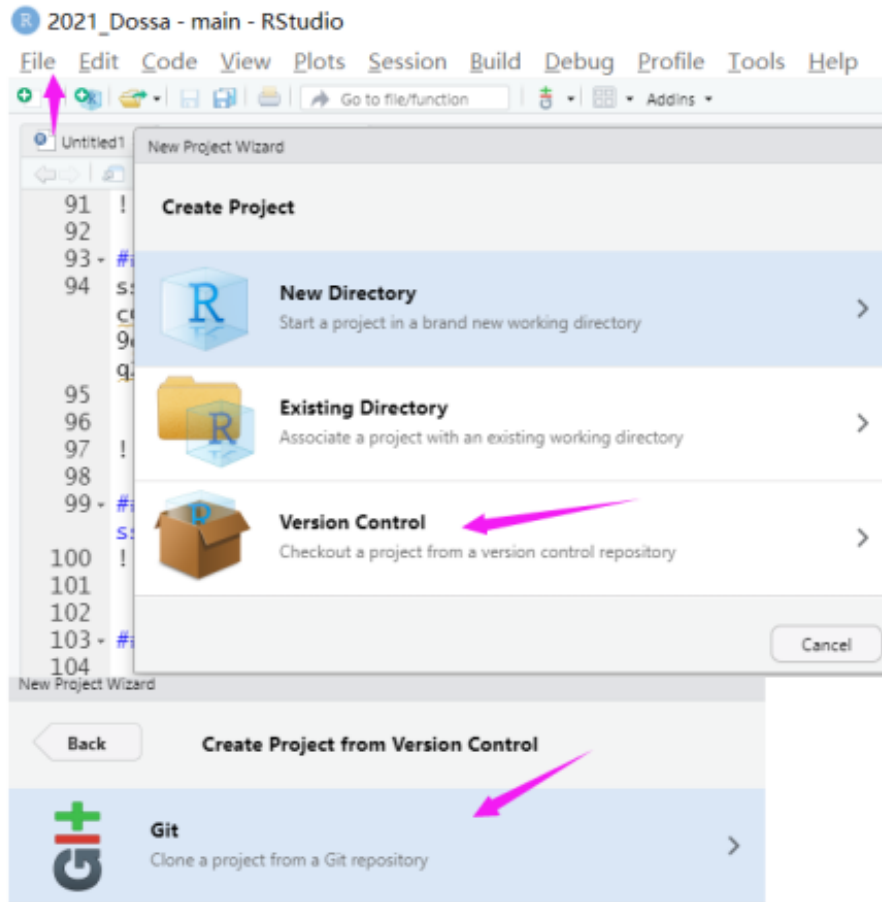 2021_Dossa - main - RStudio
File Edit Code View Plots Session Build Debug Profile Tools Help
Go to file/function Addins
Untitled1
New Project Wizard
91 !
Create Project
92
93 #
94 s
New Directory
Start a project in a brand new working directory
95
96
97 !
Existing Directory
Associate a project with an existing working directory
98
99 #
Version Control
Checkout a project from a version control repository
100 !
101
102
103 #
Cancel
104
New Project Wizard
Back Create Project from Version Control
Git
Clone a project from a Git repository